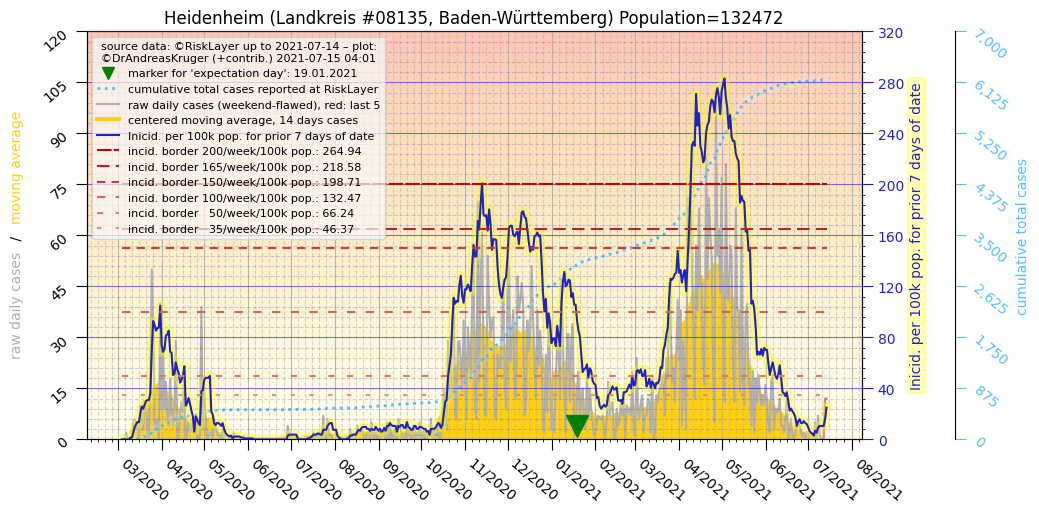 Heidenheim (Landkreis #08135, Baden-Württemberg) Population=132472
source data: ©RiskLayer up to 2021-07-14 – plot:
©DrAndreasKruger (+contrib.) 2021-07-15 04:01
marker for 'expectation day': 19.01.2021
cumulative total cases reported at RiskLayer
raw daily cases (weekend-flawed), red: last 5
centered moving average, 14 days cases
Inicid. per 100k pop. for prior 7 days of date
incid. border 200/week/100k pop.: 264.94
incid. border 165/week/100k pop.: 218.58
incid. border 150/week/100k pop.: 198.71
incid. border 100/week/100k pop.: 132.47
incid. border 50/week/100k pop.: 66.24
incid. border 35/week/100k pop.: 46.37
raw daily cases / moving average
120
105
90
75
60
45
30
15
0
320
280
240
200
160
120
80
40
0
Inicid. per 100k pop. for prior 7 days of date
7,000
6,125
5,250
4,375
3,500
2,625
1,750
875
0
cumulative total cases
03/2020
04/2020
05/2020
06/2020
07/2020
08/2020
09/2020
10/2020
11/2020
12/2020
01/2021
02/2021
03/2021
04/2021
05/2021
06/2021
07/2021
08/2021